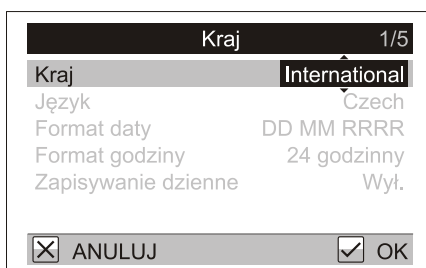 Kraj 1/5
Kraj International
Język Czech
Format daty DD MM RRRR
Format godziny 24 godzinny
Zapisywanie dzienne Wył.
ANULUJ OK